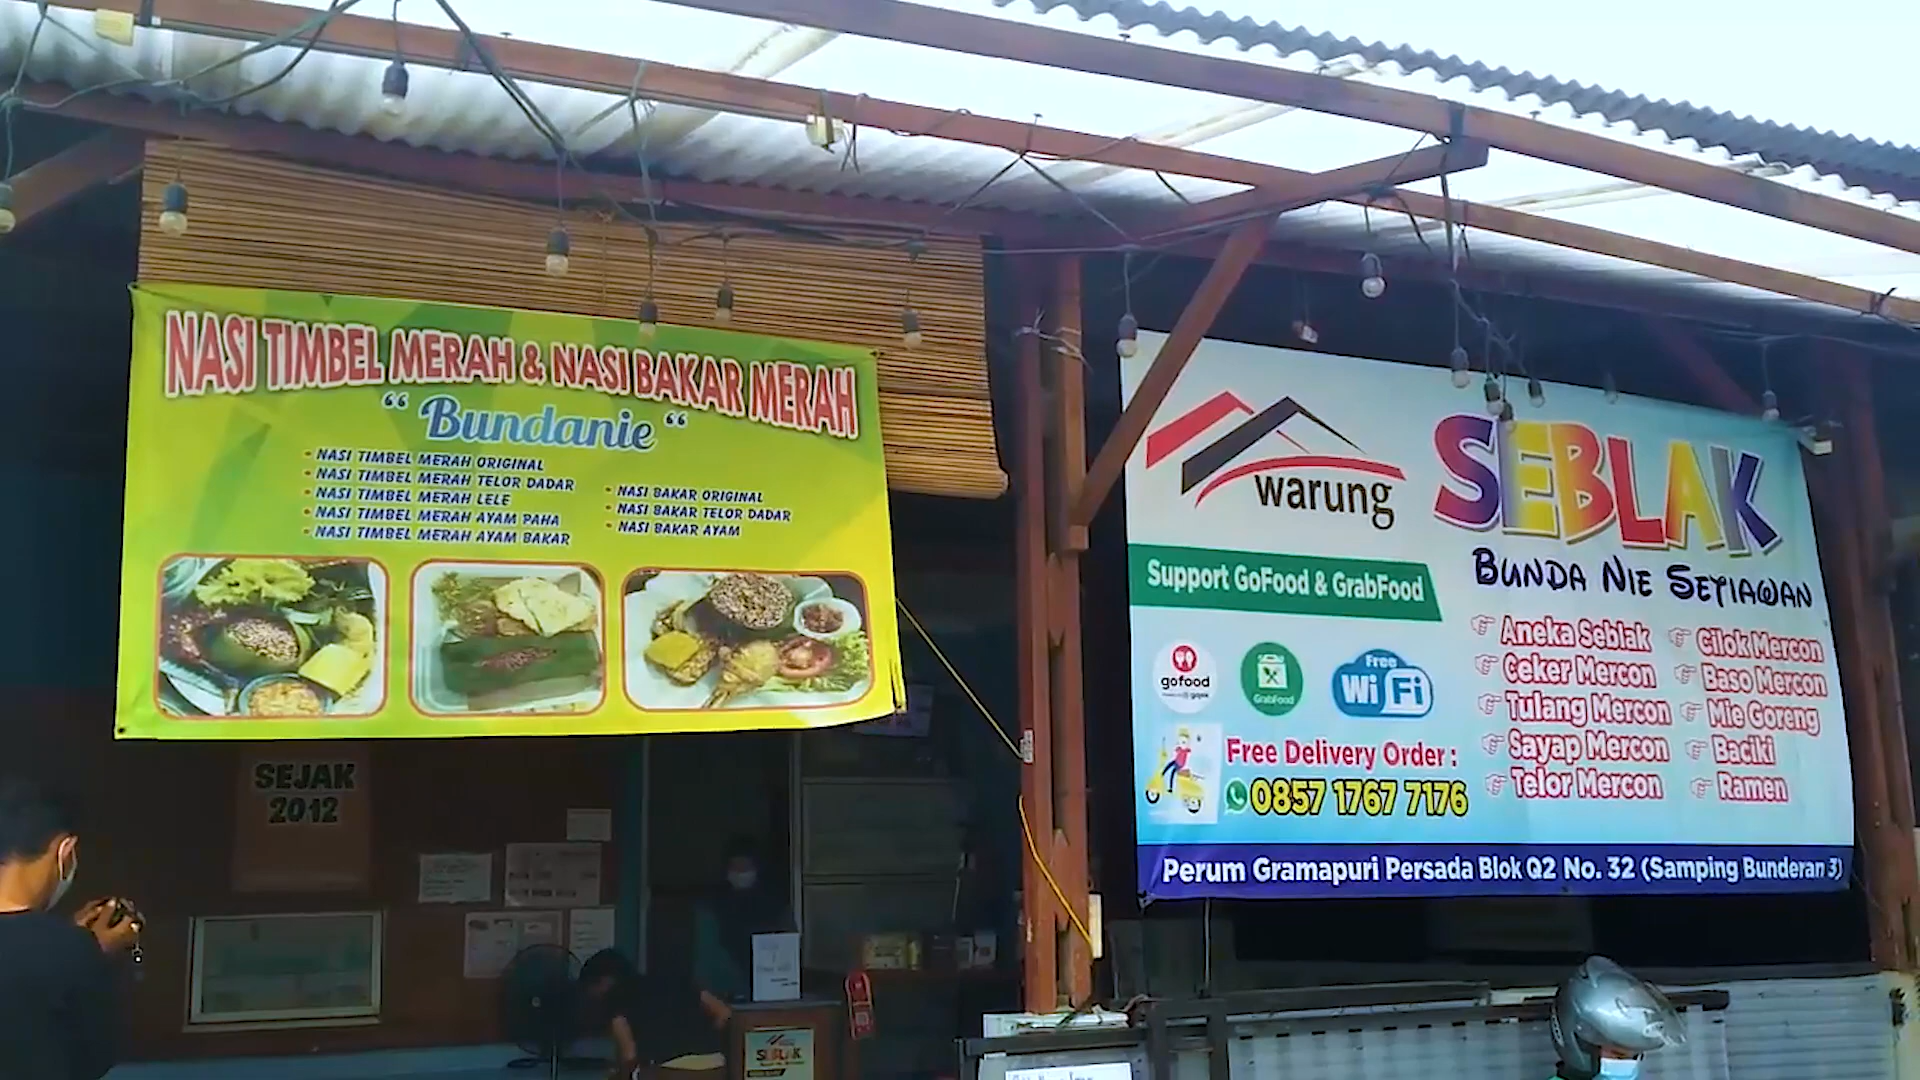 NASI TIMBEL MERAH & NASI BAKAR MERAH
“ Bundanie “
• NASI TIMBEL MERAH ORIGINAL
• NASI TIMBEL MERAH TELOR DADAR
• NASI TIMBEL MERAH LELE
• NASI TIMBEL MERAH AYAM PAHA
• NASI TIMBEL MERAH AYAM BAKAR
• NASI BAKAR ORIGINAL
• NASI BAKAR TELOR DADAR
• NASI BAKAR AYAM
SEJAK
2012
warung
SEBLAK
BUNDA NIE SETIAWAN
Support GoFood & GrabFood
gofood
gojek
GrabFood
Free
Wi Fi
Free Delivery Order :
0857 1767 7176
Aneka Seblak
Ceker Mercon
Tulang Mercon
Sayap Mercon
Telor Mercon
Cilok Mercon
Baso Mercon
Mie Goreng
Baciki
Ramen
Perum Gramapuri Persada Blok Q2 No. 32 (Samping Bunderan 3)
SEBLAK